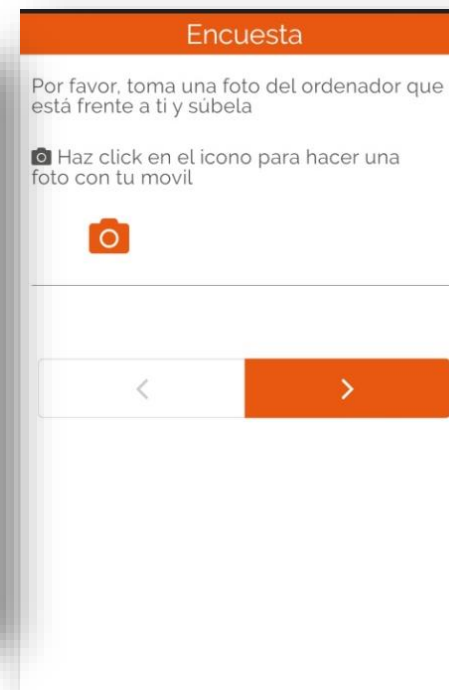 Encuesta
Por favor, toma una foto del ordenador que
está frente a ti y súbela
Haz click en el icono para hacer una
foto con tu movil